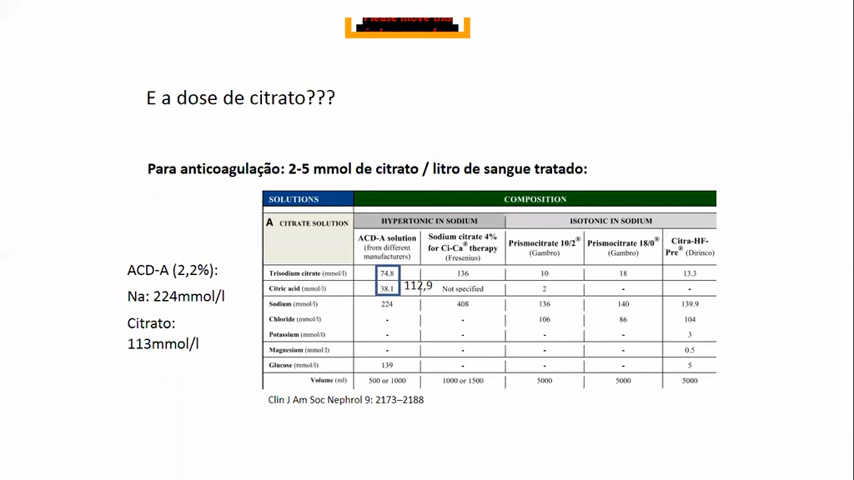 Please move this
E a dose de citrato???
Para anticoagulação: 2-5 mmol de citrato / litro de sangue tratado:
SOLUTIONS COMPOSITION
A CITRATE SOLUTION HYPERTONIC IN SODIUM ISOTONIC IN SODIUM
ACD-A solution (from different manufacturers) Sodium citrate 4% for Ci-Ca® therapy (Fresenius) Prismocitrate 10/2® (Gambro) Prismocitrate 18/0® (Gambro) Citra-HF-Pre® (Dirinco)
Trisodium citrate (mmol/l) 74.8 136 10 18 13.3
Citric acid (mmol/l) 38.1 112,9 Not specified 2 - -
Sodium (mmol/l) 224 408 136 140 139.9
Chloride (mmol/l) - - 106 86 104
Potassium (mmol/l) - - - - 3
Magnesium (mmol/l) - - - - 0.5
Glucose (mmol/l) 139 - - - 5
Volume (ml) 500 or 1000 1000 or 1500 5000 5000 5000
ACD-A (2,2%):
Na: 224mmol/l
Citrato:
113mmol/l
Clin J Am Soc Nephrol 9: 2173–2188